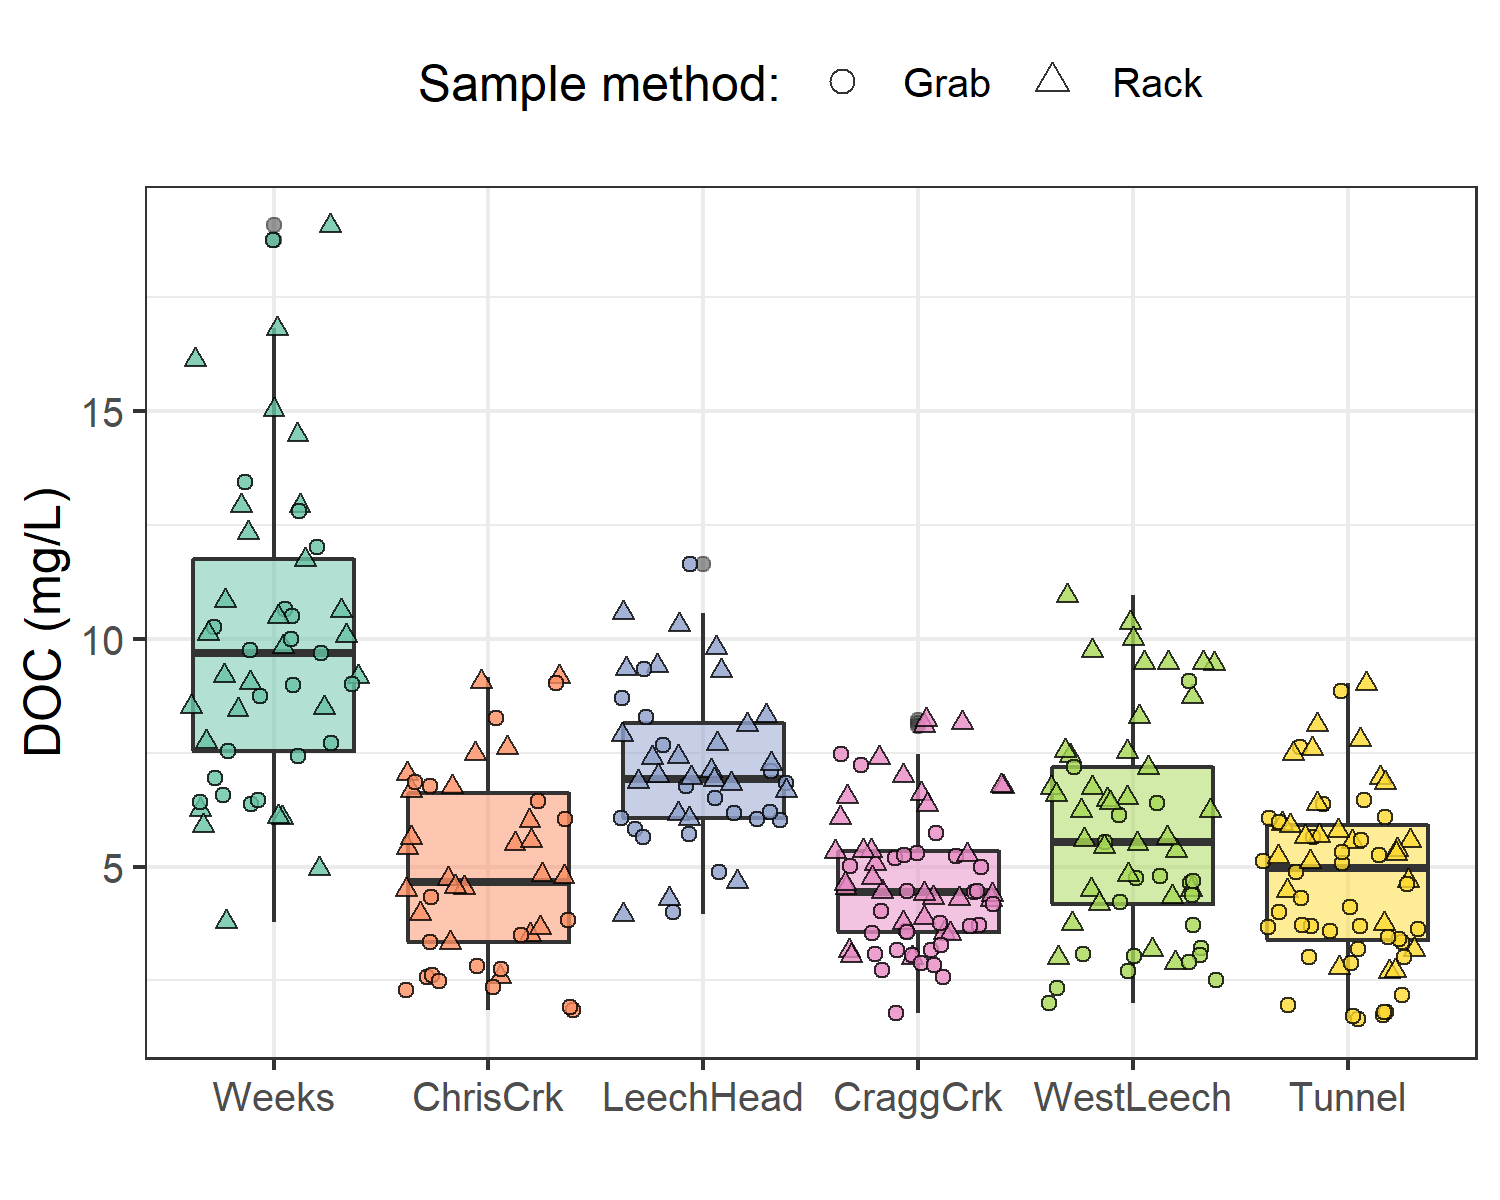 Sample method: Grab Rack
DOC (mg/L)
15
10
5
Weeks ChrisCrk LeechHead CraggCrk WestLeech Tunnel